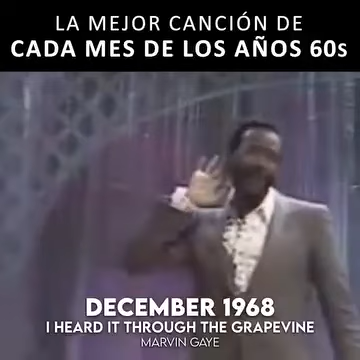 LA MEJOR CANCIÓN DE
CADA MES DE LOS AÑOS 60s
DECEMBER 1968
I HEARD IT THROUGH THE GRAPEVINE
MARVIN GAYE